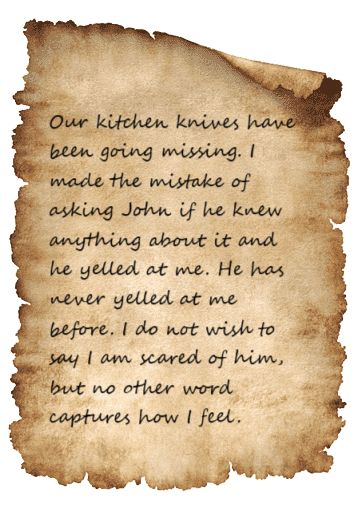 Our kitchen knives have
been going missing. I
made the mistake of
asking John if he knew
anything about it and
he yelled at me. He has
never yelled at me
before. I do not wish to
say I am scared of him,
but no other word
captures how I feel.